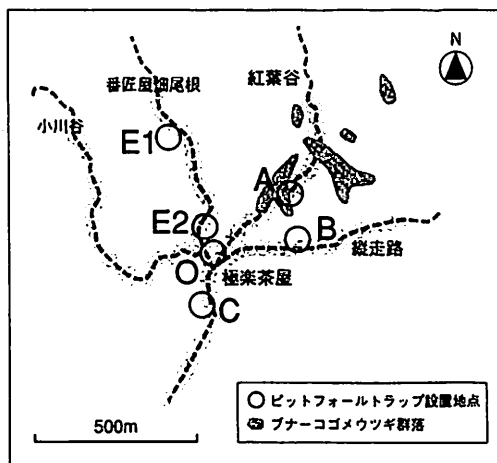 N
番匠屋畑尾根
紅葉谷
小川谷
E1
A
E2
B
O
縦走路
極楽茶屋
C
500m
ピットフォールトラップ設置地点
ブナーコゴメウツギ群落